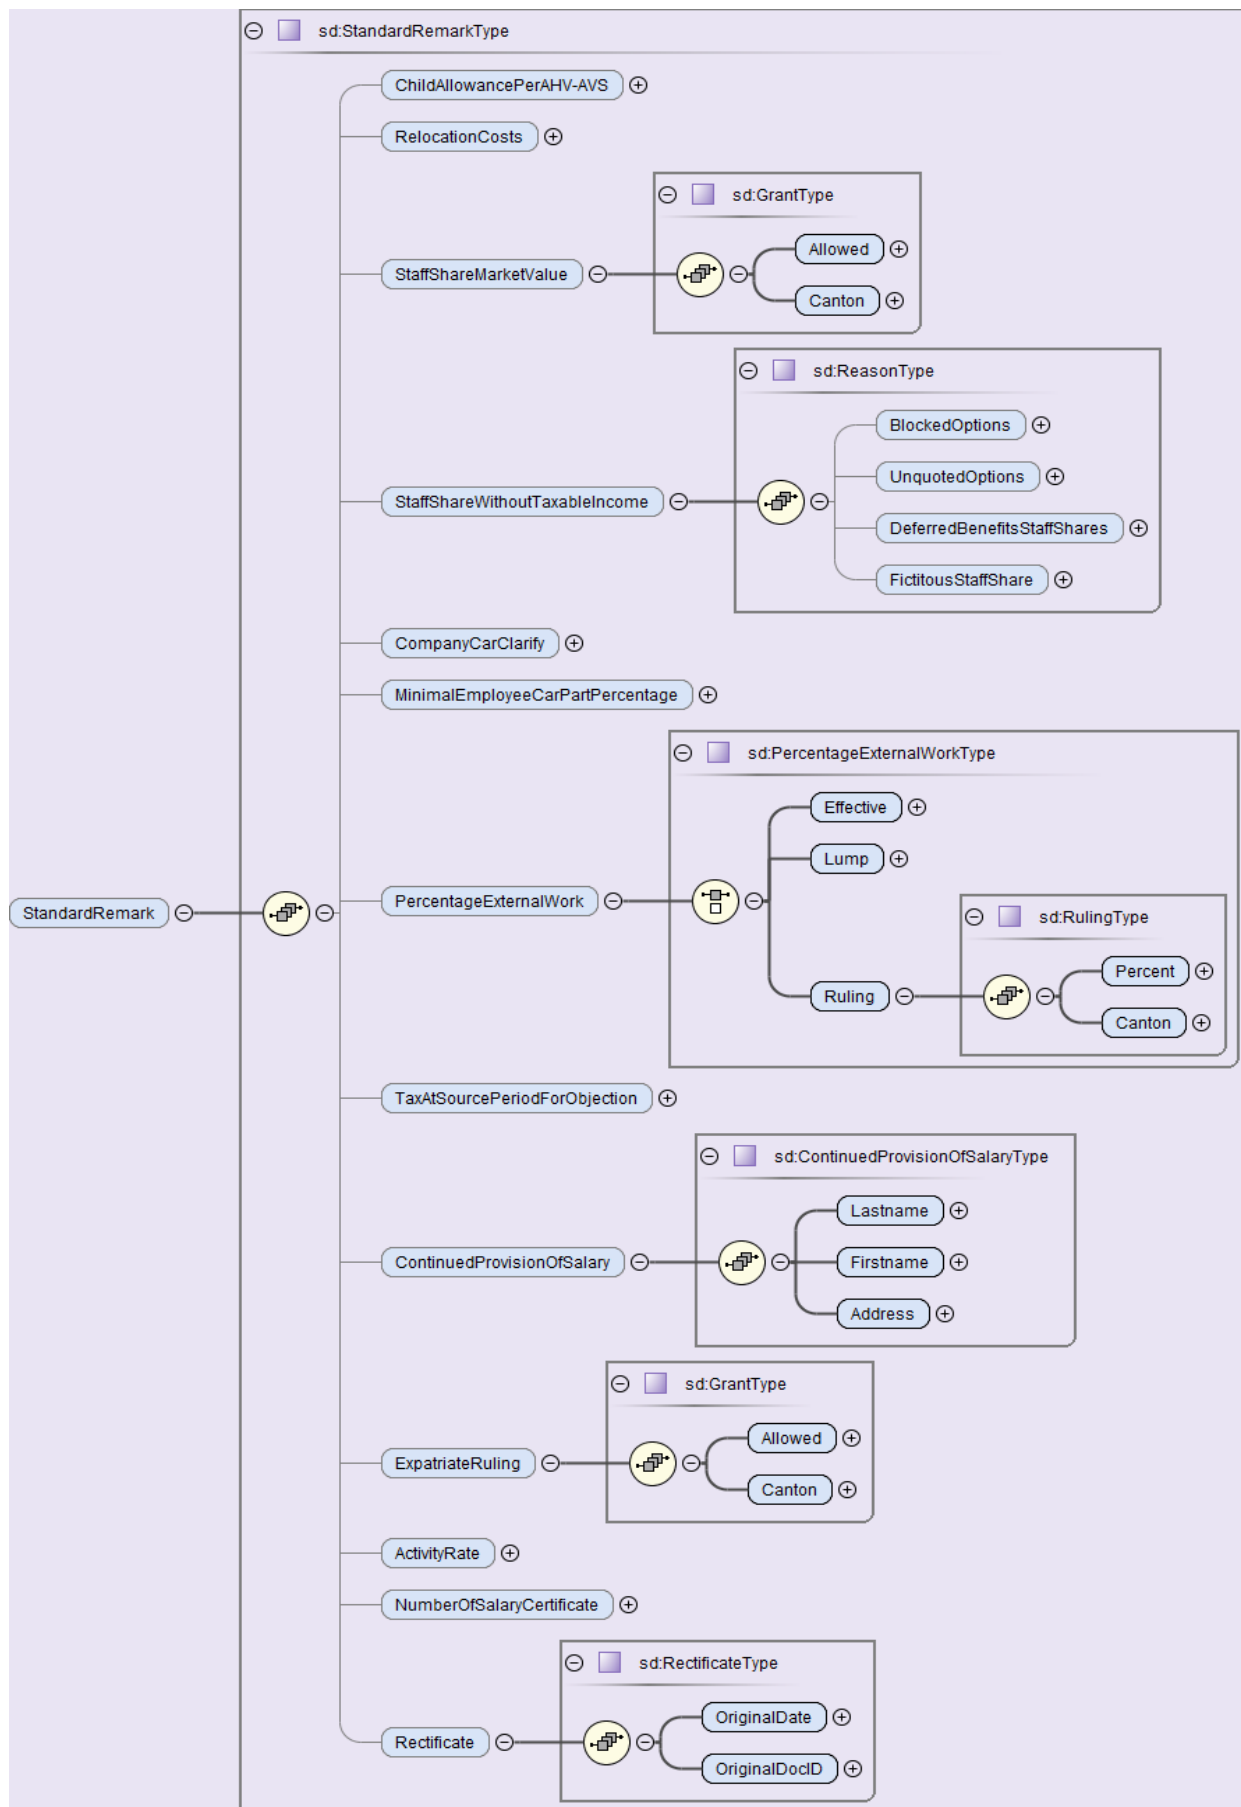 sd:StandardRemarkType
ChildAllowancePerAHV-AVS
RelocationCosts
sd:GrantType
Allowed
StaffShareMarketValue
Canton
sd:ReasonType
BlockedOptions
UnquotedOptions
StaffShareWithoutTaxableIncome
DeferredBenefitsStaffShares
FictitousStaffShare
CompanyCarClarify
MinimalEmployeeCarPartPercentage
sd:PercentageExternalWorkType
Effective
Lump
PercentageExternalWork
StandardRemark
sd:RulingType
Percent
Ruling
Canton
TaxAtSourcePeriodForObjection
sd:ContinuedProvisionOfSalaryType
Lastname
ContinuedProvisionOfSalary
Firstname
Address
sd:GrantType
Allowed
ExpatriateRuling
Canton
ActivityRate
NumberOfSalaryCertificate
sd:RectificateType
OriginalDate
Rectificate
OriginalDocID